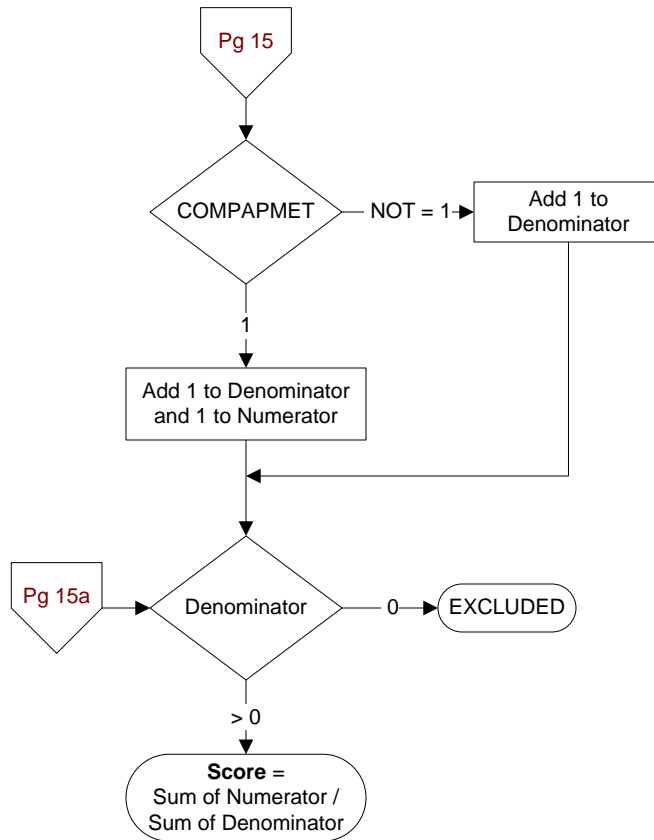 Pg 15
COMPAPMET
NOT = 1
Add 1 to
Denominator
1
Add 1 to Denominator
and 1 to Numerator
Pg 15a
Denominator
0
EXCLUDED
> 0
Score =
Sum of Numerator /
Sum of Denominator